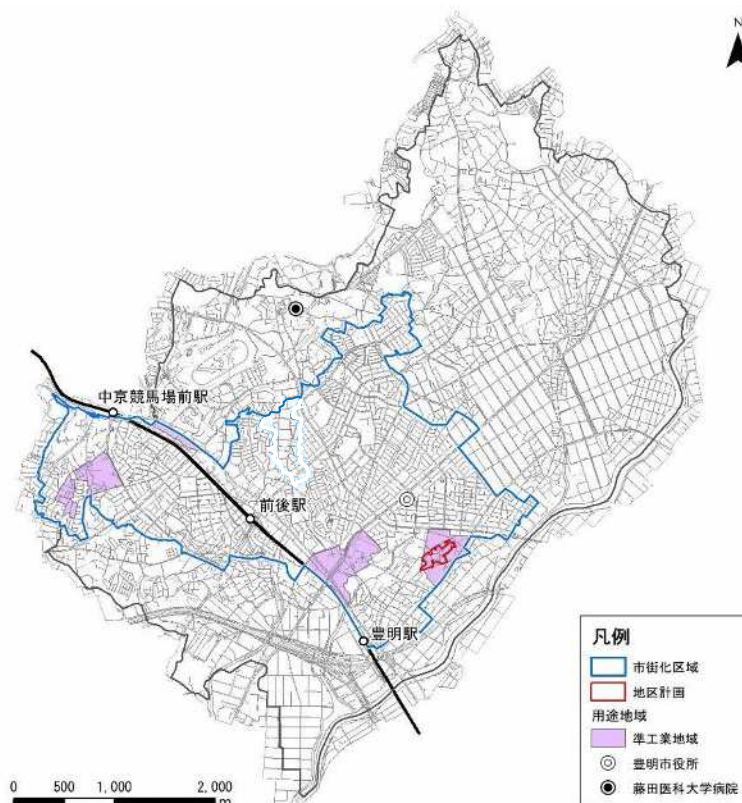 N
中京競馬場前駅
前後駅
豊明駅
凡例
市街化区域
地区計画
用途地域
準工業地域
豊明市役所
藤田医科大学病院
0 500 1,000 2,000
m